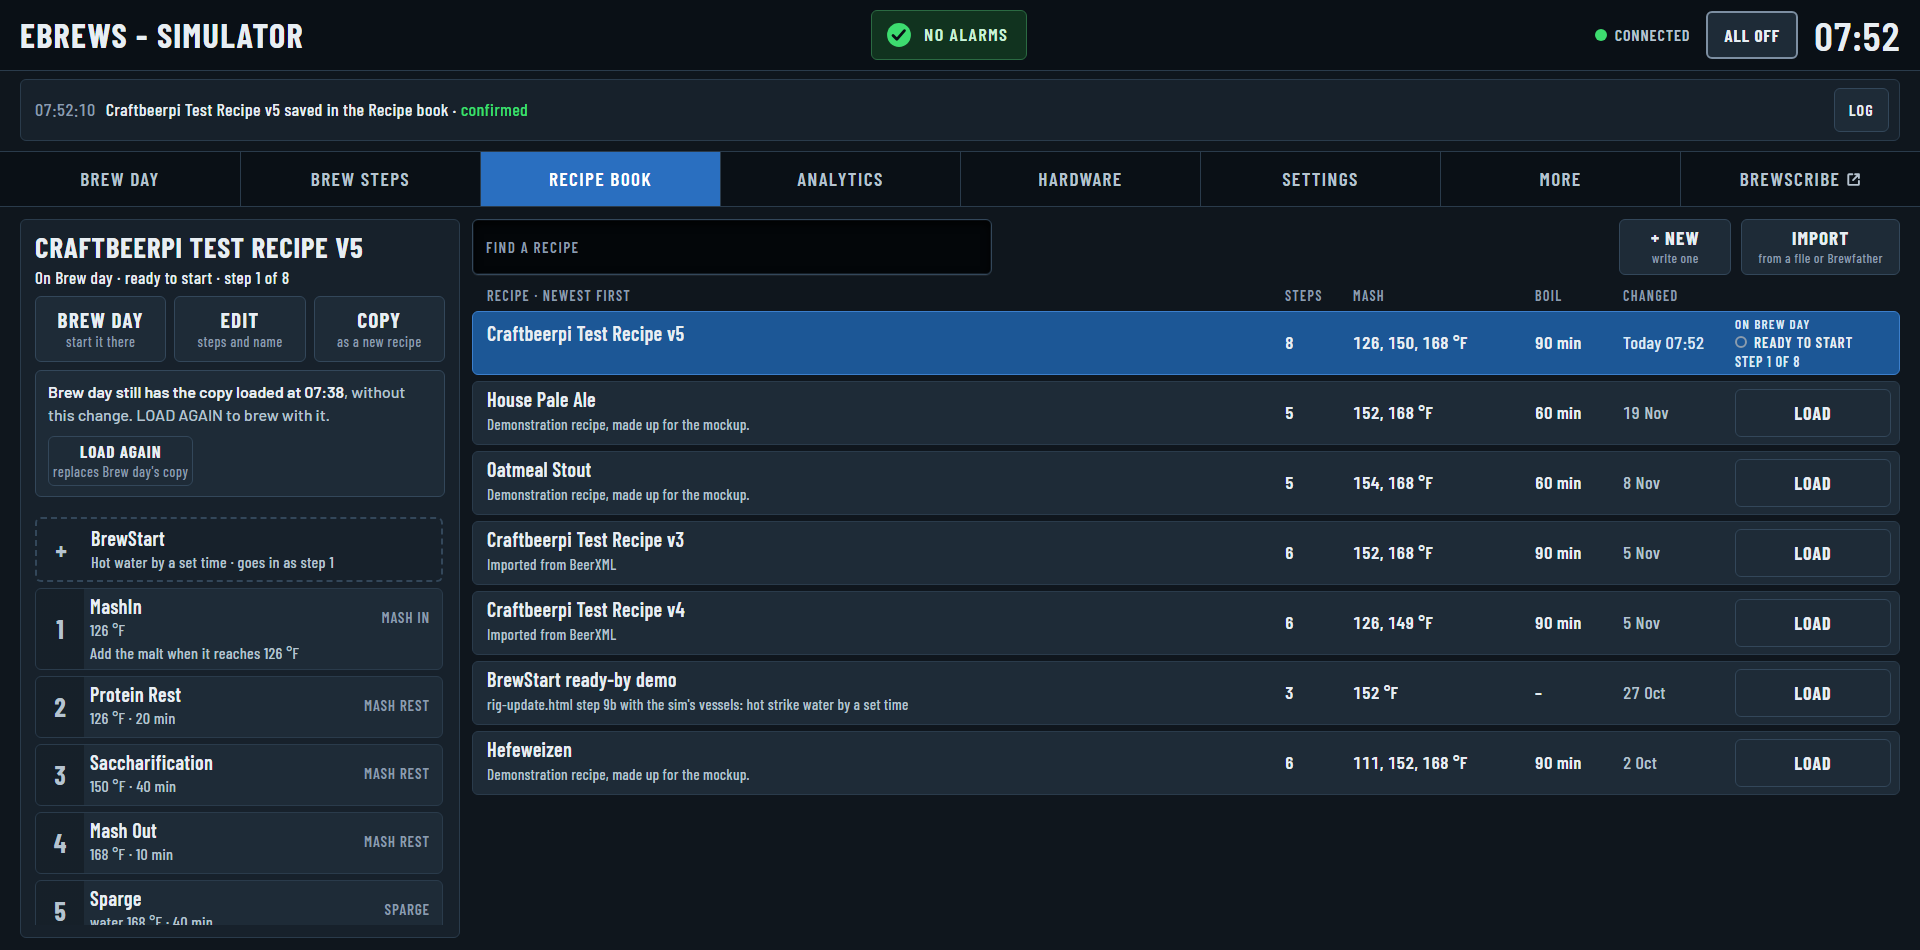 EBREWS - SIMULATOR
NO ALARMS
CONNECTED
ALL OFF
07:52
07:52:10 Craftbeerpi Test Recipe v5 saved in the Recipe book · confirmed
LOG
BREW DAY
BREW STEPS
RECIPE BOOK
ANALYTICS
HARDWARE
SETTINGS
MORE
BREWSCRIBE
CRAFTBEERPI TEST RECIPE V5
On Brew day · ready to start · step 1 of 8
BREW DAY
start it there
EDIT
steps and name
COPY
as a new recipe
Brew day still has the copy loaded at 07:38, without
this change. LOAD AGAIN to brew with it.
LOAD AGAIN
replaces Brew day's copy
+
BrewStart
Hot water by a set time · goes in as step 1
1
MashIn
126 °F
Add the malt when it reaches 126 °F
MASH IN
2
Protein Rest
126 °F · 20 min
MASH REST
3
Saccharification
150 °F · 40 min
MASH REST
4
Mash Out
168 °F · 10 min
MASH REST
5
Sparge
water 168 °F · 40 min
SPARGE
FIND A RECIPE
+ NEW
write one
IMPORT
from a file or Brewfather
RECIPE · NEWEST FIRST STEPS MASH BOIL CHANGED
Craftbeerpi Test Recipe v5
8 126, 150, 168 °F 90 min Today 07:52
ON BREW DAY
READY TO START
STEP 1 OF 8
House Pale Ale
Demonstration recipe, made up for the mockup.
5 152, 168 °F 60 min 19 Nov LOAD
Oatmeal Stout
Demonstration recipe, made up for the mockup.
5 154, 168 °F 60 min 8 Nov LOAD
Craftbeerpi Test Recipe v3
Imported from BeerXML
6 152, 168 °F 90 min 5 Nov LOAD
Craftbeerpi Test Recipe v4
Imported from BeerXML
6 126, 149 °F 90 min 5 Nov LOAD
BrewStart ready-by demo
rig-update.html step 9b with the sim's vessels: hot strike water by a set time
3 152 °F – 27 Oct LOAD
Hefeweizen
Demonstration recipe, made up for the mockup.
6 111, 152, 168 °F 90 min 2 Oct LOAD